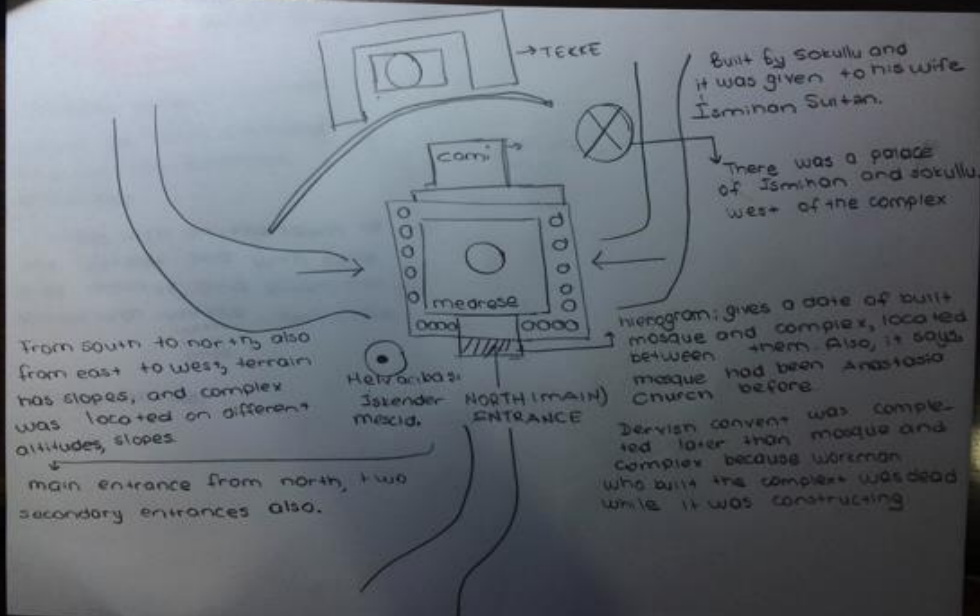 TEKKE
Built by Sokullu and
it was given to his wife
İsmihan Sultan.
There was a palace
of Ismihan and sokullu,
west of the complex
cami
medrese
hierogram: gives a date of built
mosque and complex, located
between them. Also, it says,
mosque had been Anastasia
Church before
From south to north, also
from east to west, terrain
has slopes, and complex
was located on different
altitudes, slopes
Helvacıbaşı
İskender
mescid.
NORTH (MAIN)
ENTRANCE
Dervish convent was comple-
ted later than mosque and
complex because workman
who built the complext was dead
while it was constructing
main entrance from north, two
secondary entrances also.